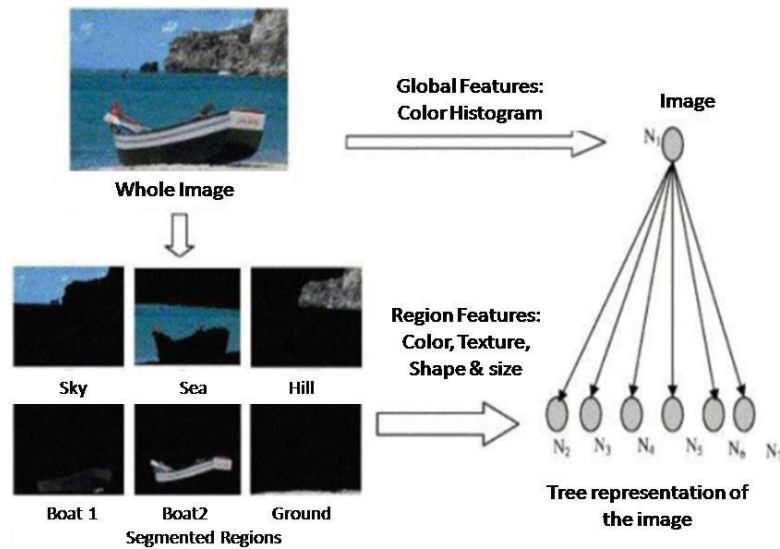 Global Features:
Color Histogram
Image
N1
Whole Image
Region Features:
Color, Texture,
Shape & size
Sky Sea Hill
N2 N3 N4 N5 N6
Boat 1 Boat2 Ground
Segmented Regions
Tree representation of
the image